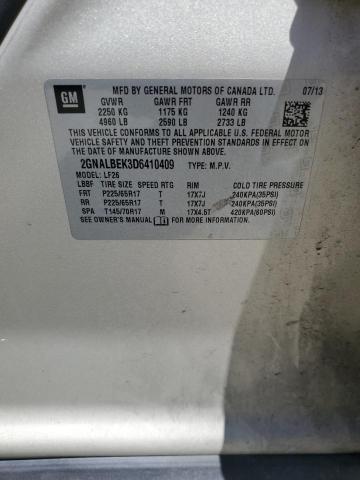 GM
MFD BY GENERAL MOTORS OF CANADA LTD. 07/13
GVWR GAWR FRT GAWR RR
2250 KG 1175 KG 1240 KG
4960 LB 2590 LB 2733 LB
THIS VEHICLE CONFORMS TO ALL APPLICABLE U.S. FEDERAL MOTOR
VEHICLE SAFETY, BUMPER, AND THEFT PREVENTION STANDARDS
IN EFFECT ON THE DATE OF MANUFACTURE SHOWN ABOVE.
2GNALBEK3D6410409 TYPE: M.P.V.
MODEL: LF26
LBBF TIRE SIZE SPEED RTG RIM COLD TIRE PRESSURE
FRT P225/65R17 T 17X7J 240KPA(35PSI)
RR P225/65R17 T 17X7J 240KPA(35PSI)
SPA T145/70R17 M 17X4.5T 420KPA(60PSI)
SEE OWNER'S MANUAL FOR ADDITIONAL INFORMATION.